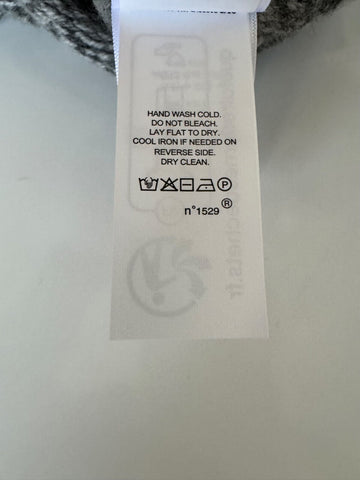 HAND WASH COLD.
DO NOT BLEACH.
LAY FLAT TO DRY.
COOL IRON IF NEEDED ON
REVERSE SIDE.
DRY CLEAN.
P
n°1529 ®